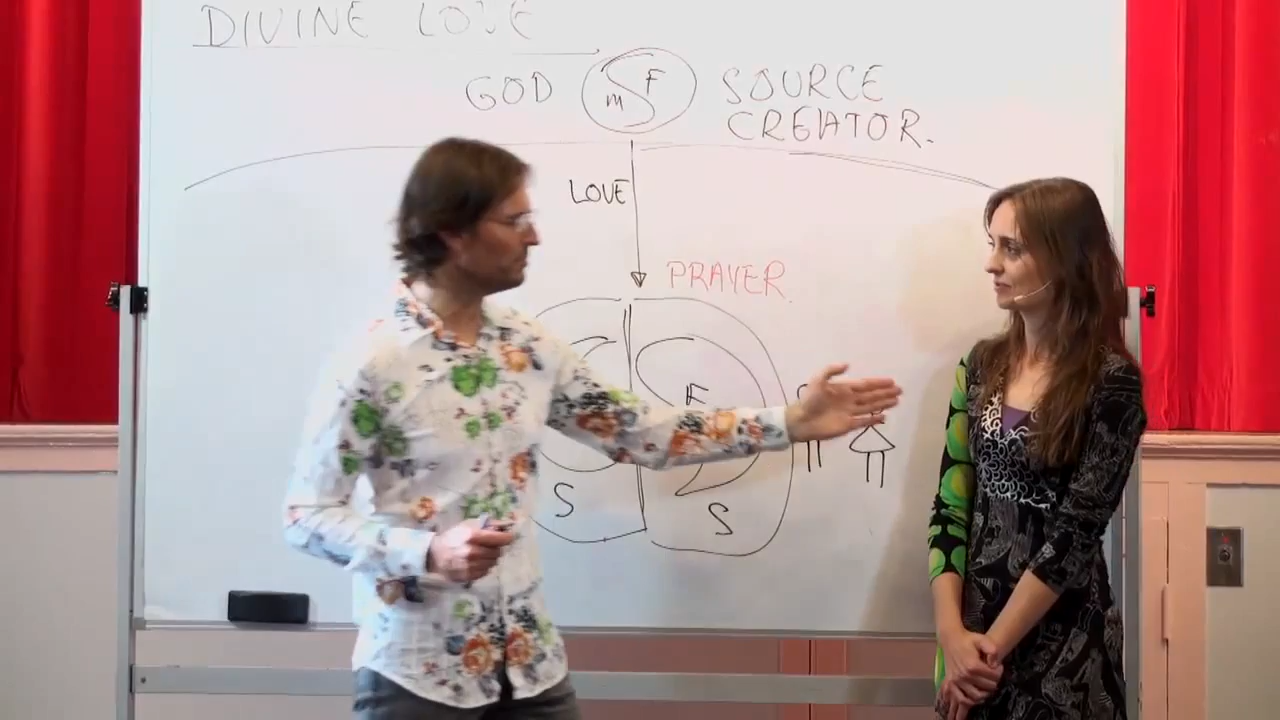 DIVINE LOVE
GOD
m F
SOURCE
CREATOR.
LOVE
PRAYER.
F
S
S